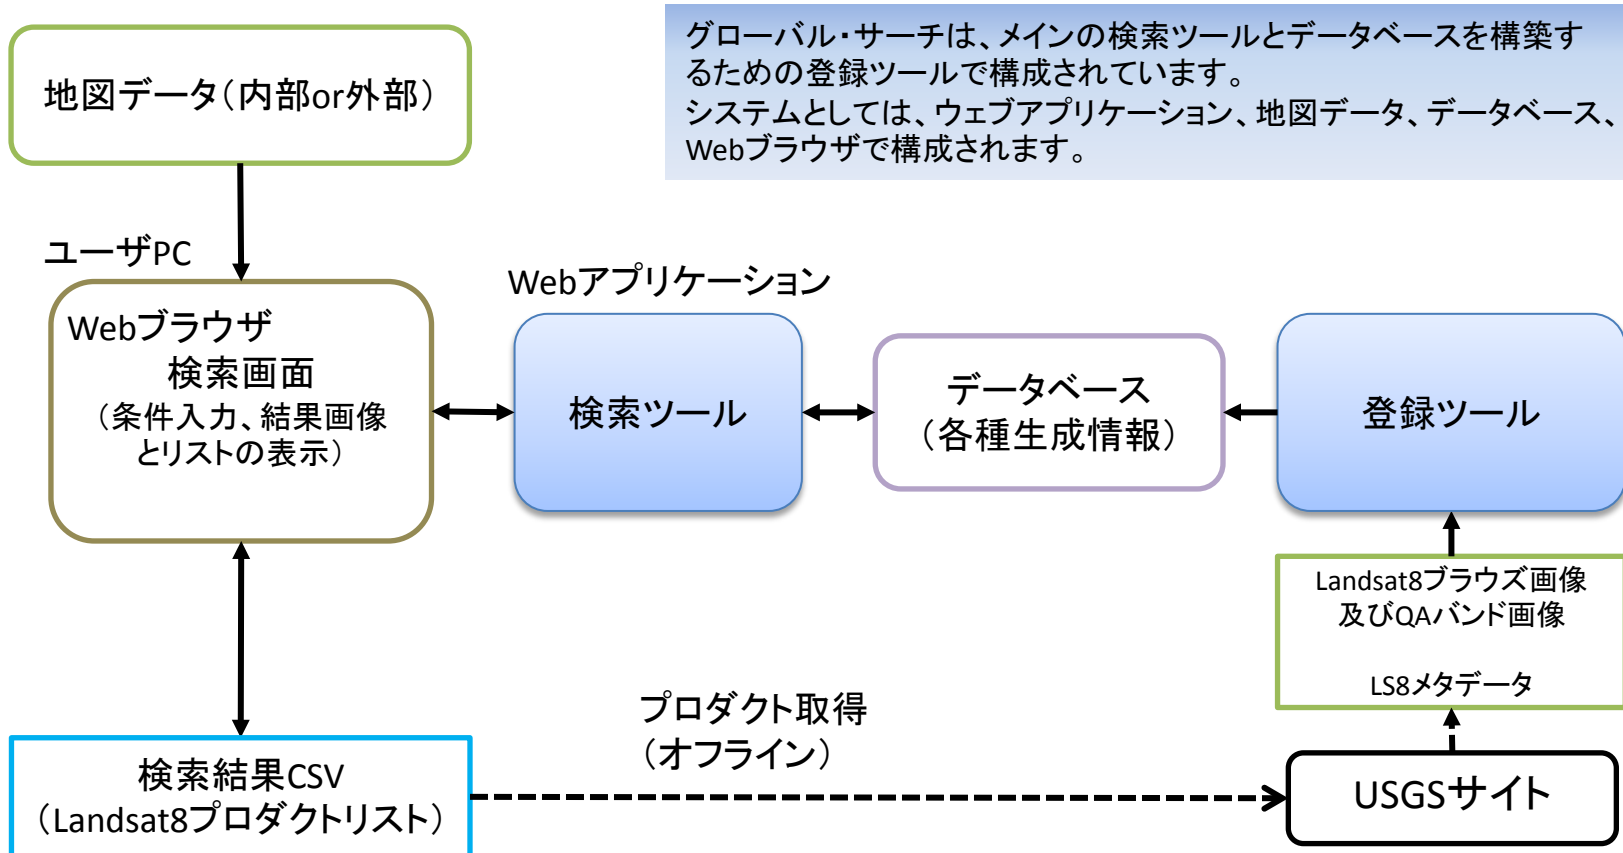 グローバル・サーチは、メインの検索ツールとデータベースを構築す
るための登録ツールで構成されています。
システムとしては、ウェブアプリケーション、地図データ、データベース、
Webブラウザで構成されます。
地図データ（内部or外部）
ユーザPC
Webブラウザ
検索画面
（条件入力、結果画像
とリストの表示）
Webアプリケーション
検索ツール
データベース
（各種生成情報）
登録ツール
Landsat8ブラウズ画像
及びQAバンド画像
LS8メタデータ
プロダクト取得
（オフライン）
検索結果CSV
（Landsat8プロダクトリスト）
USGSサイト